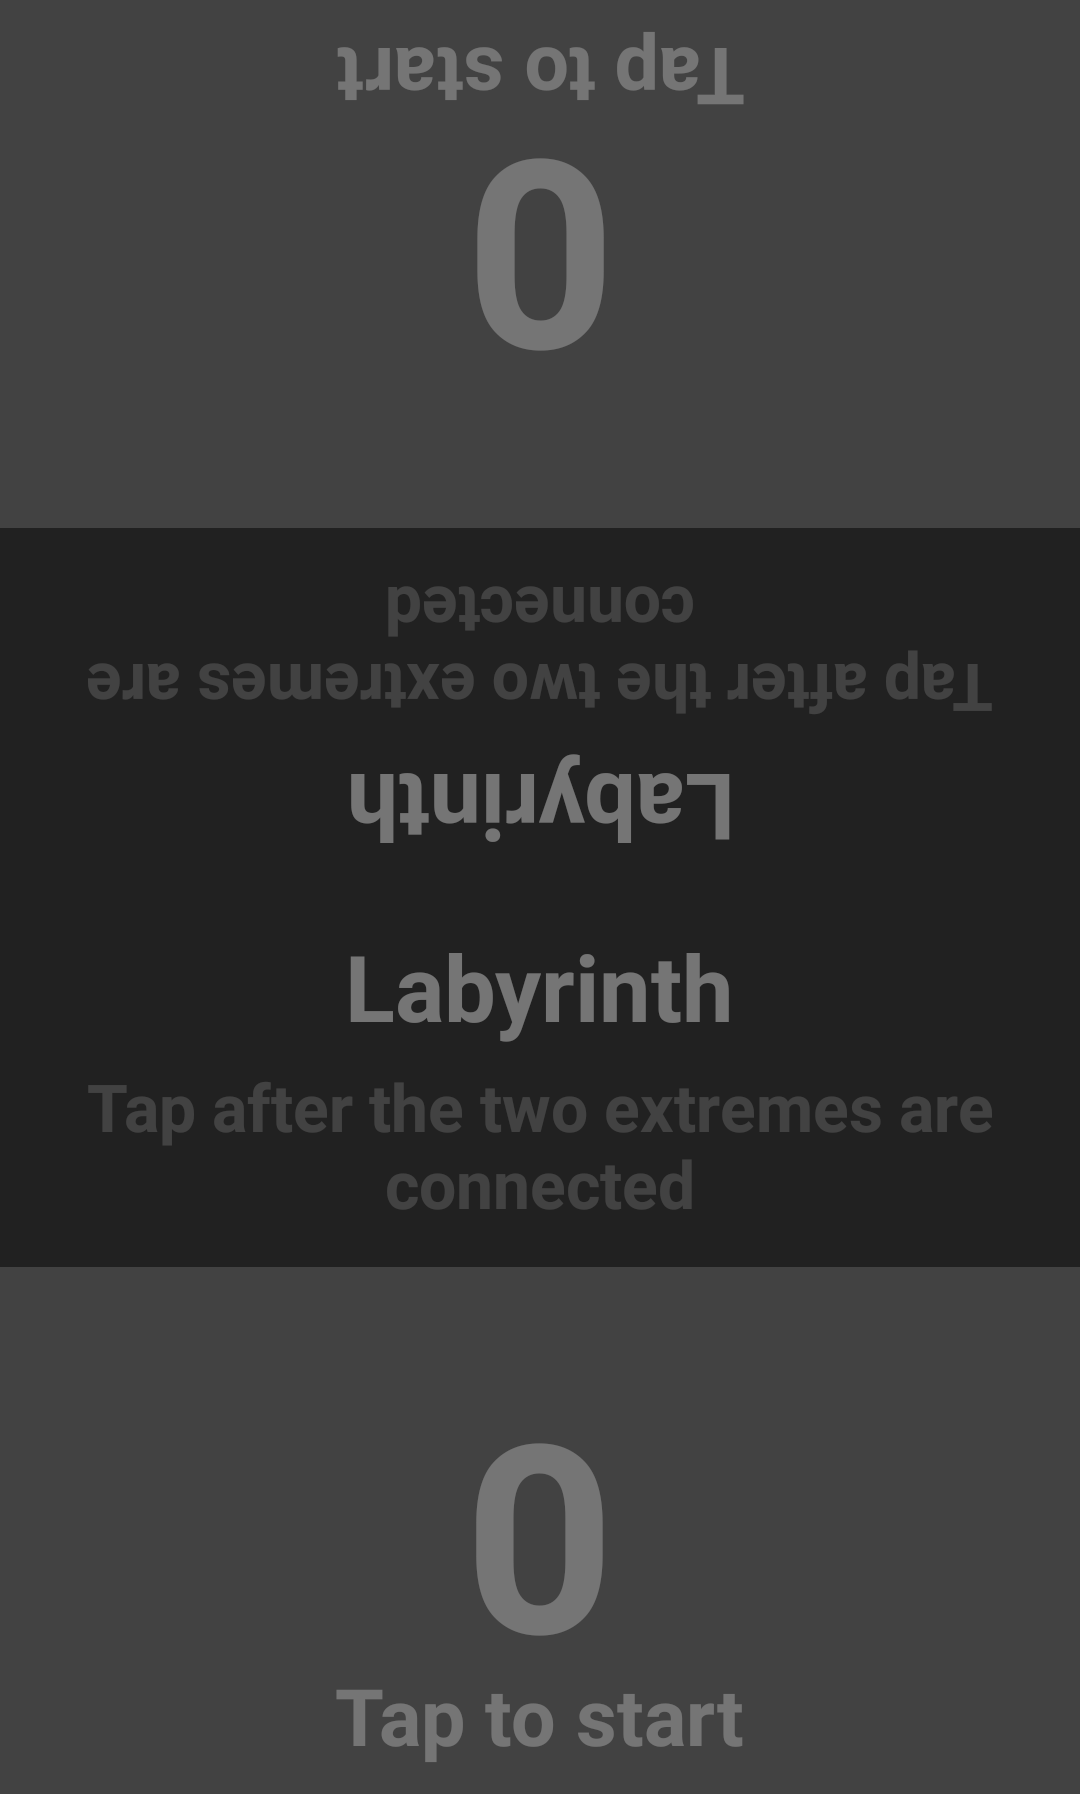 Tap to start
0
Tap after the two extremes are
connected
Labyrinth
Labyrinth
Tap after the two extremes are
connected
0
Tap to start